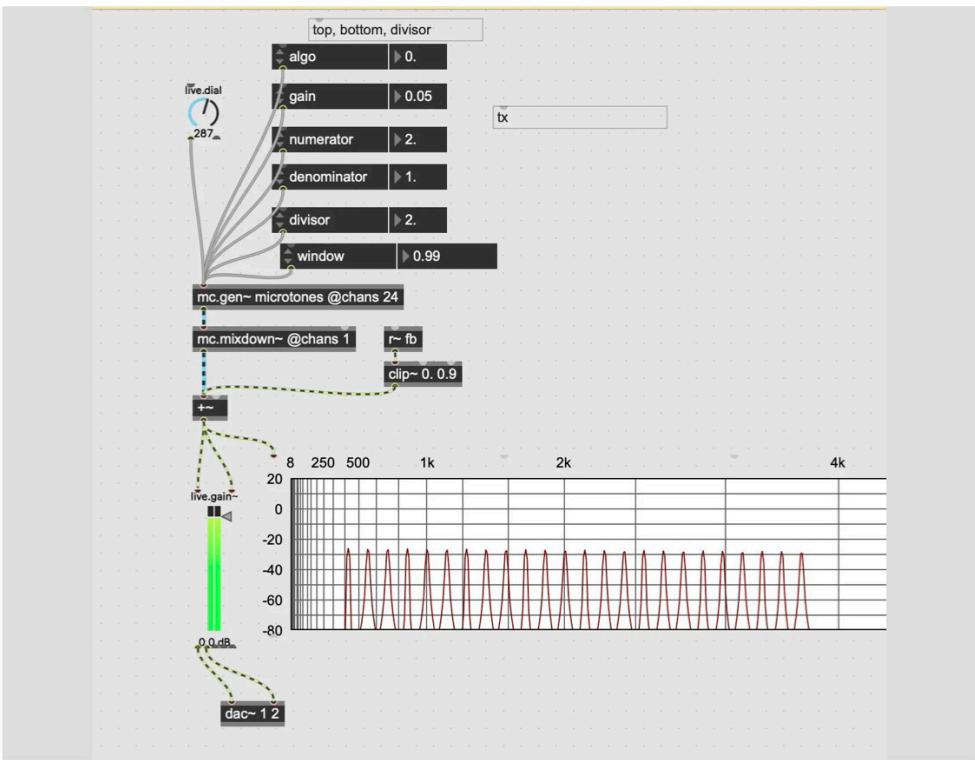 top, bottom, divisor
algo 0.
live.dial
gain 0.05
tx
287
numerator 2.
denominator 1.
divisor 2.
window 0.99
mc.gen~ microtones @chans 24
mc.mixdown~ @chans 1
r~ fb
clip~ 0. 0.9
+~
8 250 500 1k 2k 4k
20
live.gain~
0
-20
-40
-60
-80
0.0 dB
dac~ 1 2